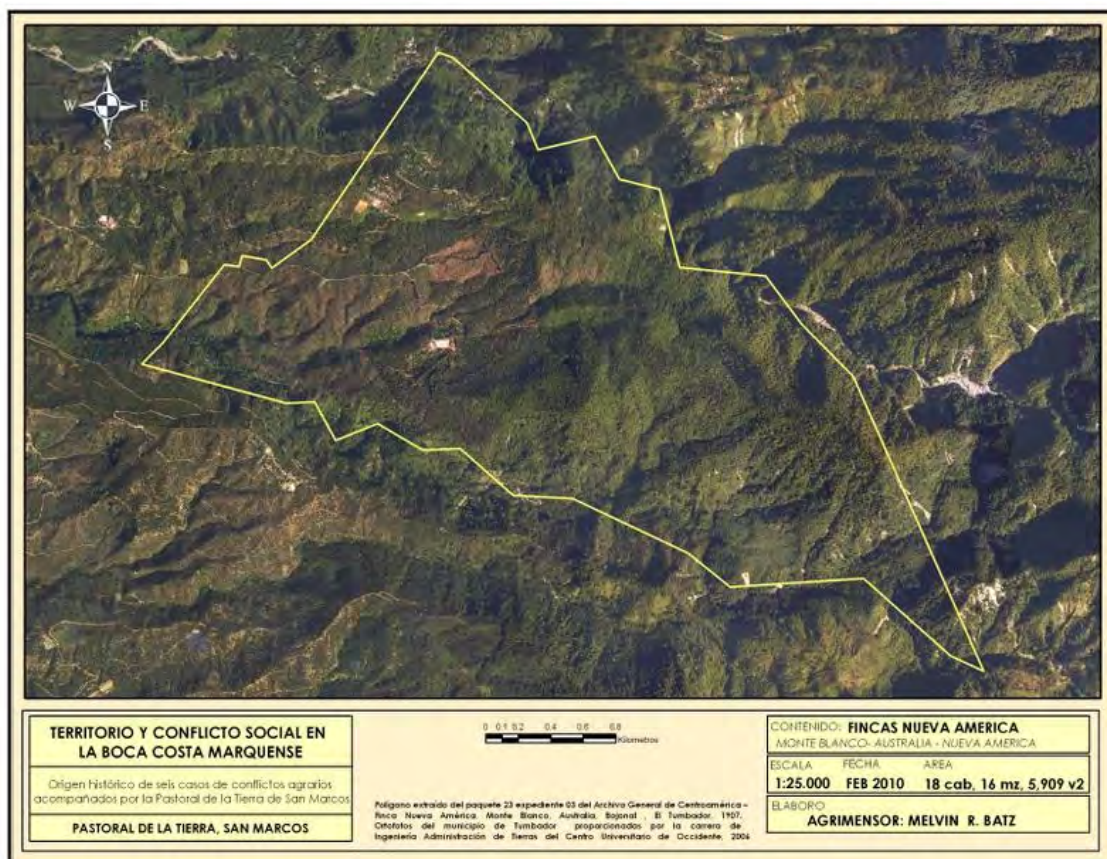 W
E
S
TERRITORIO Y CONFLICTO SOCIAL EN
LA BOCA COSTA MARQUENSE
Origen histórico de seis casos de conflictos agrarios
acompañados por la Pastoral de la Tierra de San Marcos
PASTORAL DE LA TIERRA, SAN MARCOS
0 0.1 0.2 0.4 0.6 0.8
Kilometros
Poligono extraído del paquete 23 expediente 03 del Archivo General de Centroamérica –
Finca Nueva América, Monte Blanco, Australia, Bojonal , El Tumbador, 1907.
Ortofotos del municipio de Tumbador proporcionados por la carrera de
Ingeniería Administración de Tierras del Centro Universitario de Occidente, 2006
CONTENIDO: FINCAS NUEVA AMERICA
MONTE BLANCO- AUSTRALIA - NUEVA AMERICA
ESCALA FECHA AREA
1:25.000 FEB 2010 18 cab, 16 mz, 5,909 v2
ELABORO
AGRIMENSOR: MELVIN R. BATZ